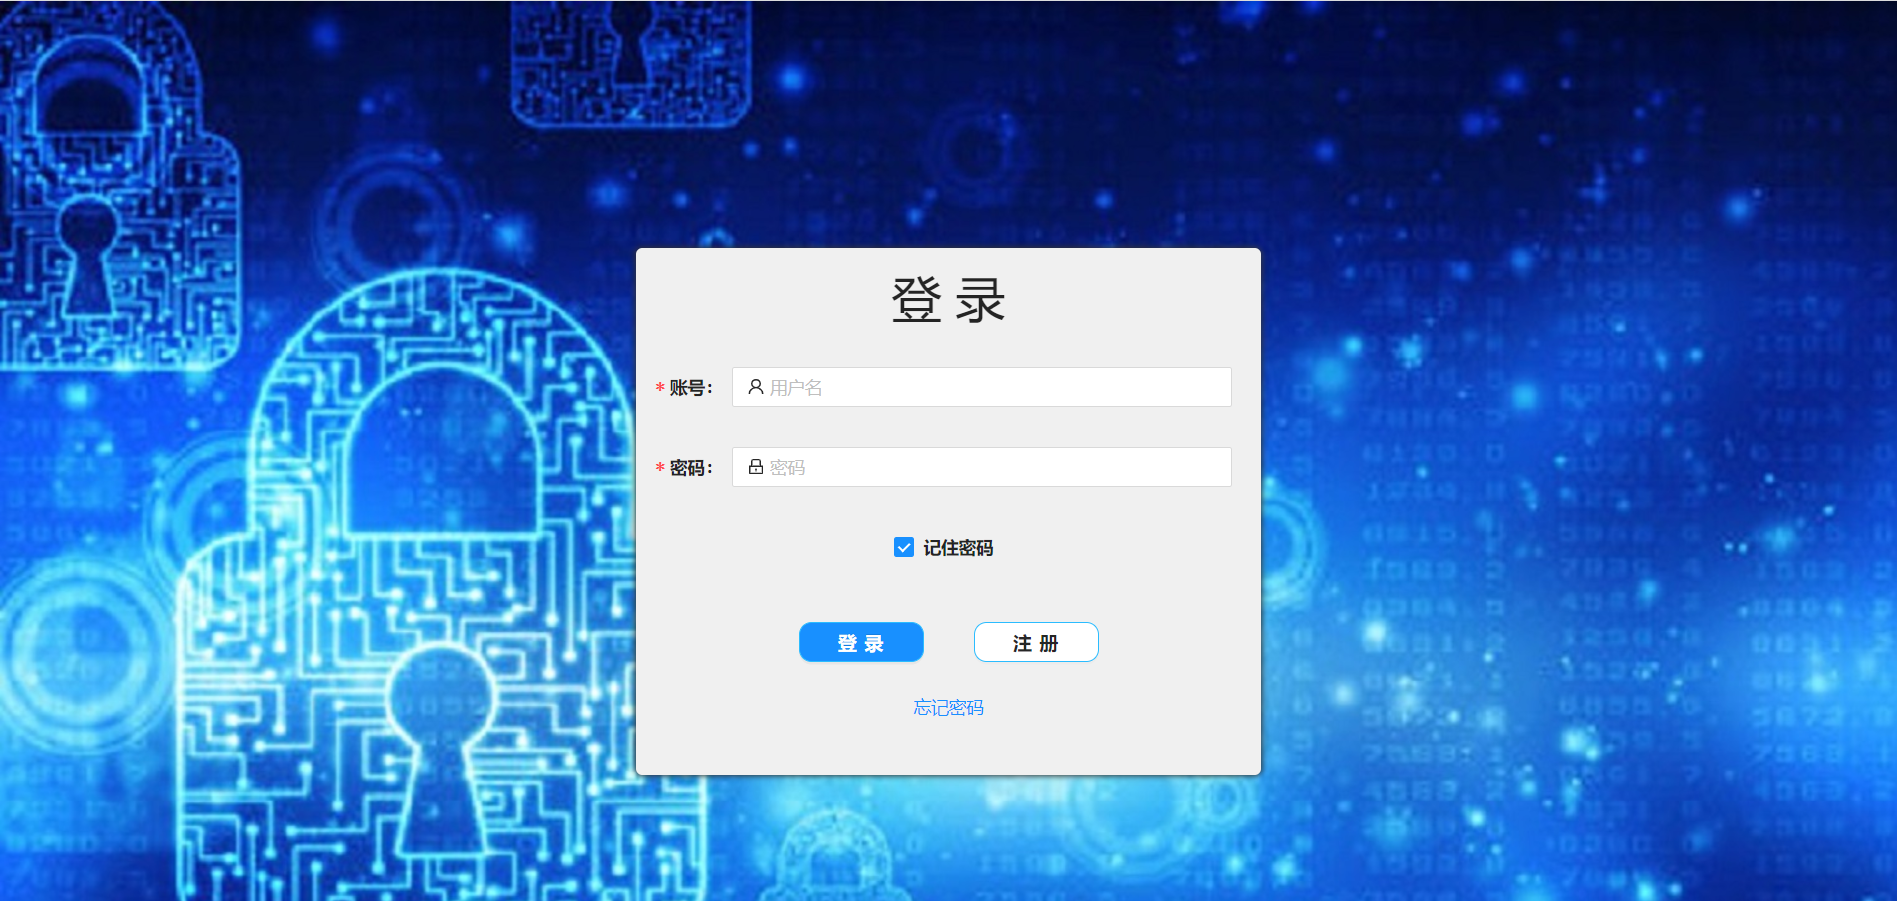 登 录
* 账号：
用户名
* 密码：
密码
记住密码
登 录
注 册
忘记密码